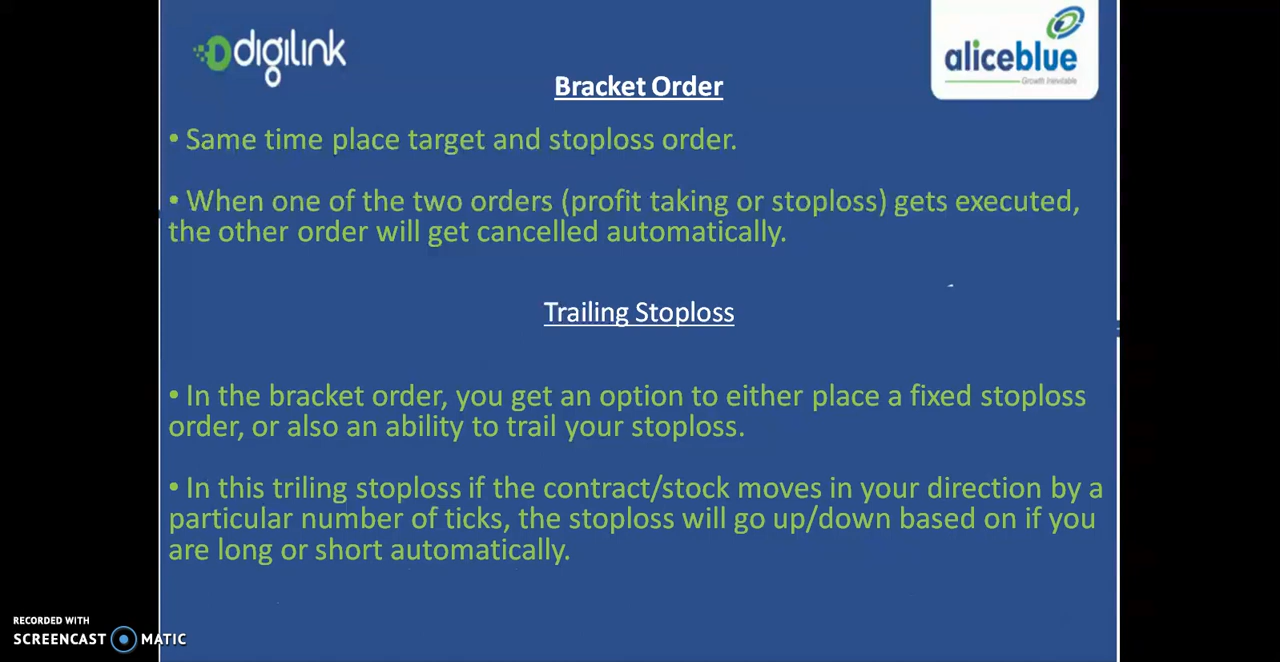 digilink
aliceblue
Growth Inevitable
Bracket Order
• Same time place target and stoploss order.
• When one of the two orders (profit taking or stoploss) gets executed,
the other order will get cancelled automatically.
Trailing Stoploss
• In the bracket order, you get an option to either place a fixed stoploss
order, or also an ability to trail your stoploss.
• In this triling stoploss if the contract/stock moves in your direction by a
particular number of ticks, the stoploss will go up/down based on if you
are long or short automatically.
RECORDED WITH
SCREENCAST MATIC